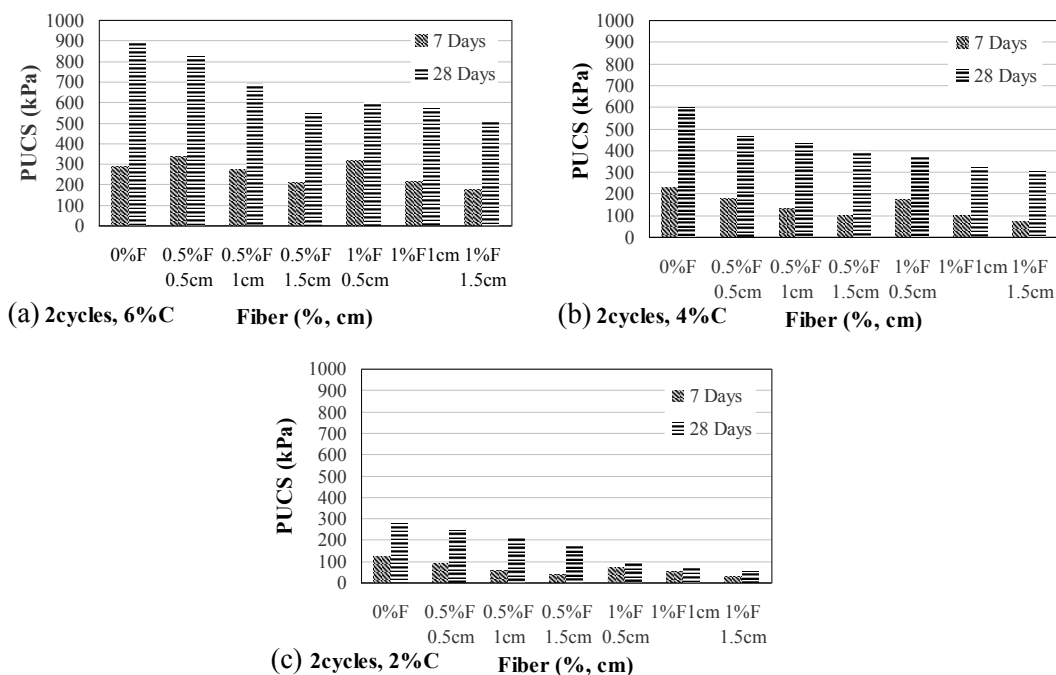 1000
900
800
700
600
500
400
300
200
100
0
PUCS (kPa)
7 Days
28 Days
0%F 0.5%F 0.5%F 0.5%F 1%F 1%F1cm 1%F
0.5cm 1cm 1.5cm 0.5cm 1.5cm
(a) 2cycles, 6%C Fiber (%, cm)
1000
900
800
700
600
500
400
300
200
100
0
PUCS (kPa)
7 Days
28 Days
0%F 0.5%F 0.5%F 0.5%F 1%F 1%F1cm 1%F
0.5cm 1cm 1.5cm 0.5cm 1.5cm
(b) 2cycles, 4%C Fiber (%, cm)
1000
900
800
700
600
500
400
300
200
100
0
PUCS (kPa)
7 Days
28 Days
0%F 0.5%F 0.5%F 0.5%F 1%F 1%F1cm 1%F
0.5cm 1cm 1.5cm 0.5cm 1.5cm
(c) 2cycles, 2%C Fiber (%, cm)